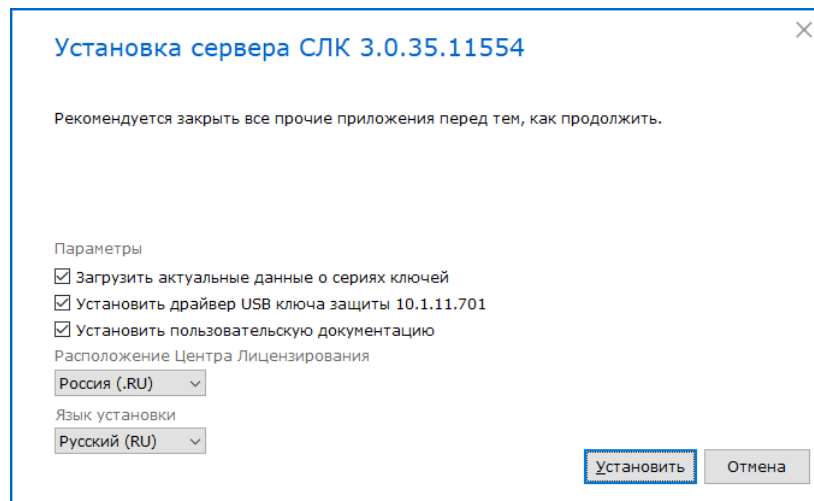 Установка сервера СЛК 3.0.35.11554
Рекомендуется закрыть все прочие приложения перед тем, как продолжить.
Параметры
Загрузить актуальные данные о сериях ключей
Установить драйвер USB ключа защиты 10.1.11.701
Установить пользовательскую документацию
Расположение Центра Лицензирования
Россия (.RU)
Язык установки
Русский (RU)
Установить Отмена